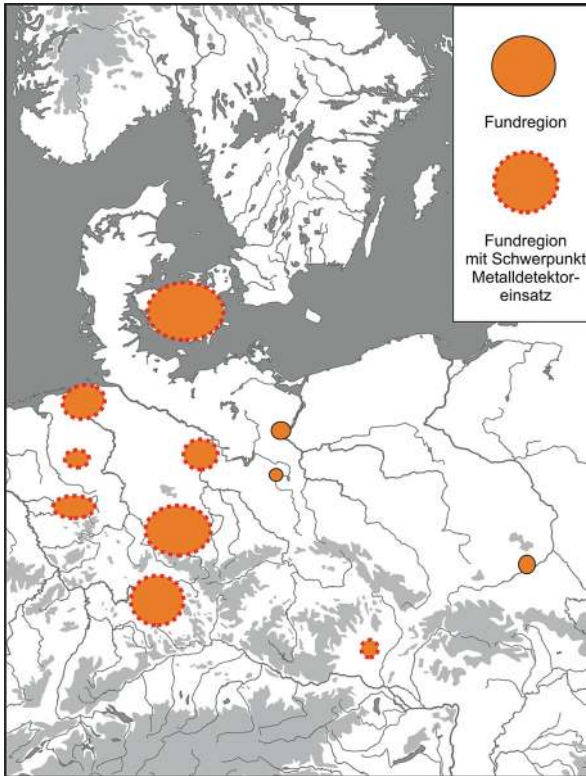 Fundregion
Fundregion
mit Schwerpunkt
Metalldetektor-
einsatz